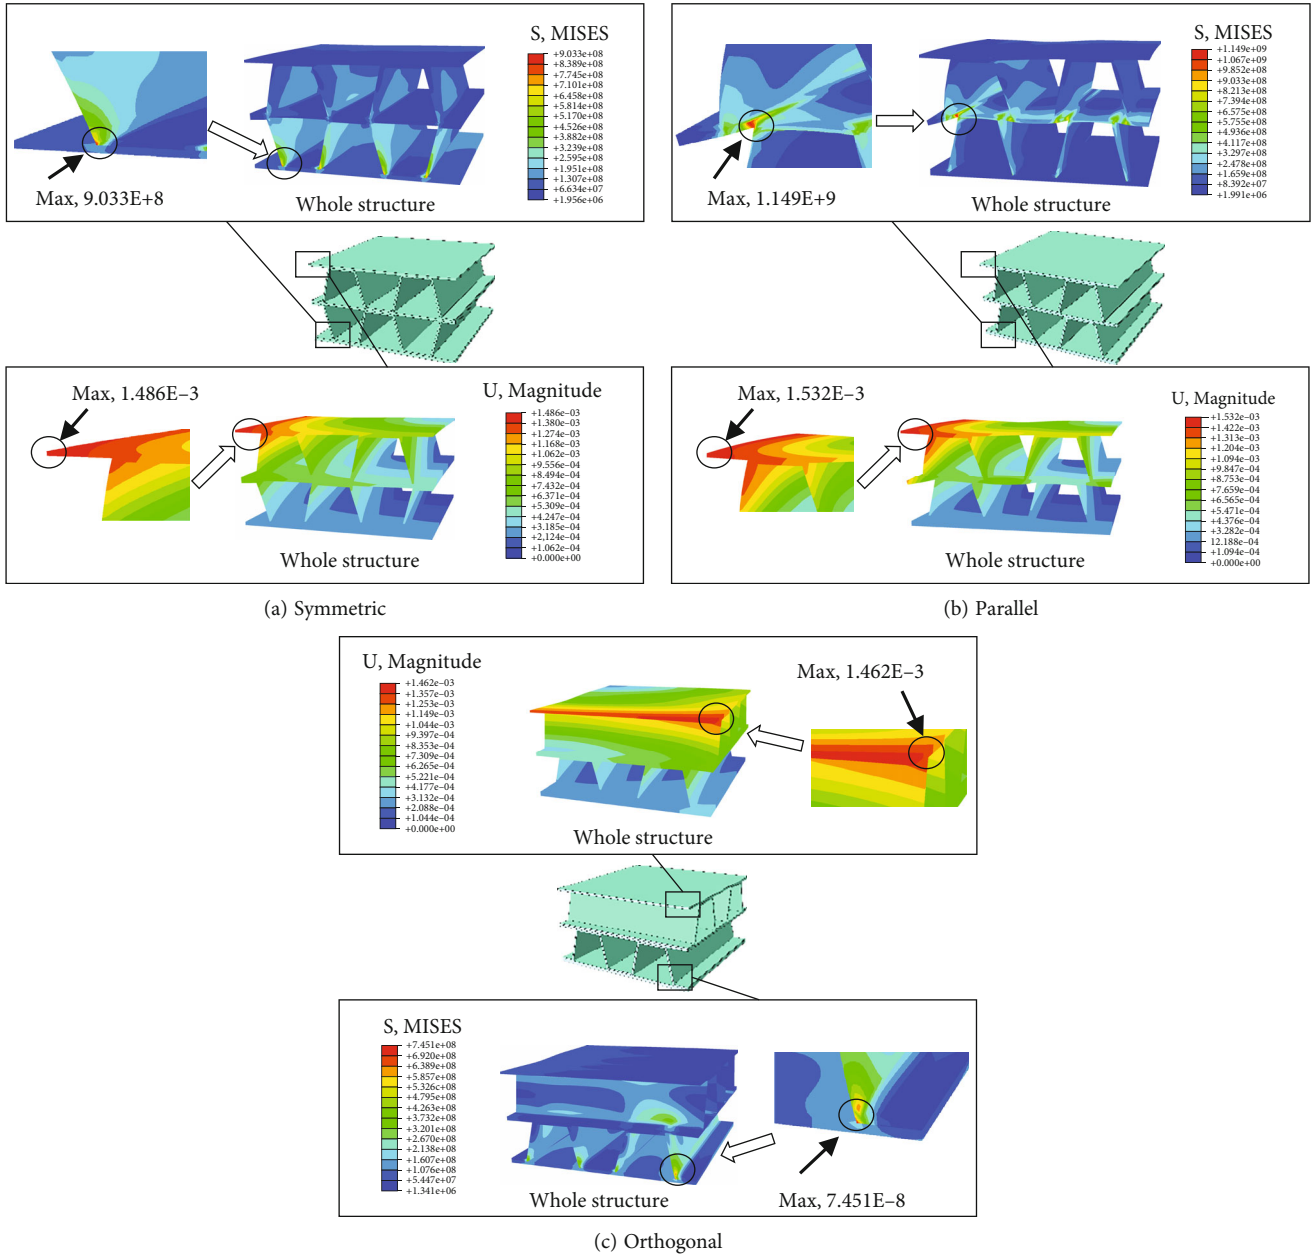 S, MISES
+9.033e+08
+8.389e+08
+7.745e+08
+7.101e+08
+6.458e+08
+5.814e+08
+5.170e+08
+4.526e+08
+3.882e+08
+3.239e+08
+2.595e+08
+1.951e+08
+1.307e+08
+6.634e+07
+1.956e+06
Max, 9.033E+8
Whole structure
S, MISES
+1.149e+09
+1.067e+09
+9.852e+08
+9.033e+08
+8.213e+08
+7.394e+08
+6.575e+08
+5.755e+08
+4.936e+08
+4.117e+08
+3.297e+08
+2.478e+08
+1.659e+08
+8.392e+07
+1.991e+06
Max, 1.149E+9
Whole structure
Max, 1.486E–3
U, Magnitude
+1.486e–03
+1.380e–03
+1.274e–03
+1.168e–03
+1.062e–03
+9.556e–04
+8.494e–04
+7.432e–04
+6.371e–04
+5.309e–04
+4.247e–04
+3.185e–04
+2,124e–04
+1.062e–04
+0.000e+00
Whole structure
(a) Symmetric
Max, 1.532E–3
U, Magnitude
+1.532e–03
+1.422e–03
+1.313e–03
+1.204e–03
+1.094e–03
+9.847e–04
+8.753e–04
+7.659e–04
+6.565e–04
+5.471e–04
+4.376e–04
+3.282e–04
12.188e–04
+1.094e–04
+0.000e+00
Whole structure
(b) Parallel
U, Magnitude
+1.462e–03
+1.357e–03
+1.253e–03
+1.149e–03
+1.044e–03
+9.397e–04
+8.353e–04
+7.309e–04
+6.265e–04
+5.221e–04
+4.177e–04
+3.132e–04
+2.088e–04
+1.044e–04
+0.000e+00
Max, 1.462E–3
Whole structure
S, MISES
+7.451e+08
+6.920e+08
+6.389e+08
+5.857e+08
+5.326e+08
+4.795e+08
+4.263e+08
+3.732e+08
+3.201e+08
+2.670e+08
+2.138e+08
+1.607e+08
+1.076e+08
+5.447e+07
+1.341e+06
Whole structure
Max, 7.451E–8
(c) Orthogonal